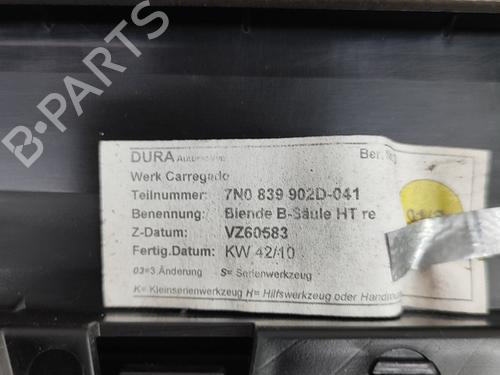 B-PARTS
DURA Automotive
Werk Carregado
Teilnummer: 7N0 839 902D-041
Benennung: Blende B-Säule HT re
Z-Datum: VZ60583
Fertig.Datum: KW 42/10
03=3.Änderung S= Serienwerkzeug
K= Kleinserienwerkzeug H= Hilfswerkzeug oder